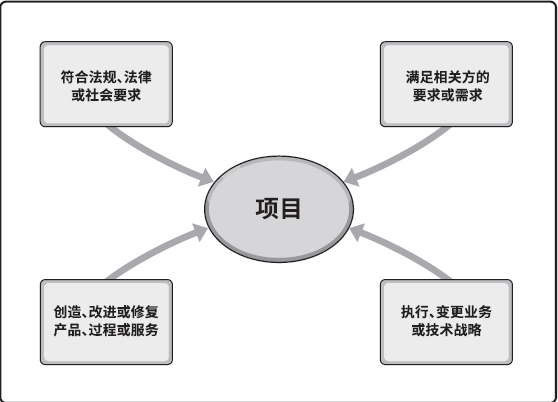 符合法规、法律
或社会要求
满足相关方的
要求或需求
项目
创造、改进或修复
产品、过程或服务
执行、变更业务
或技术战略